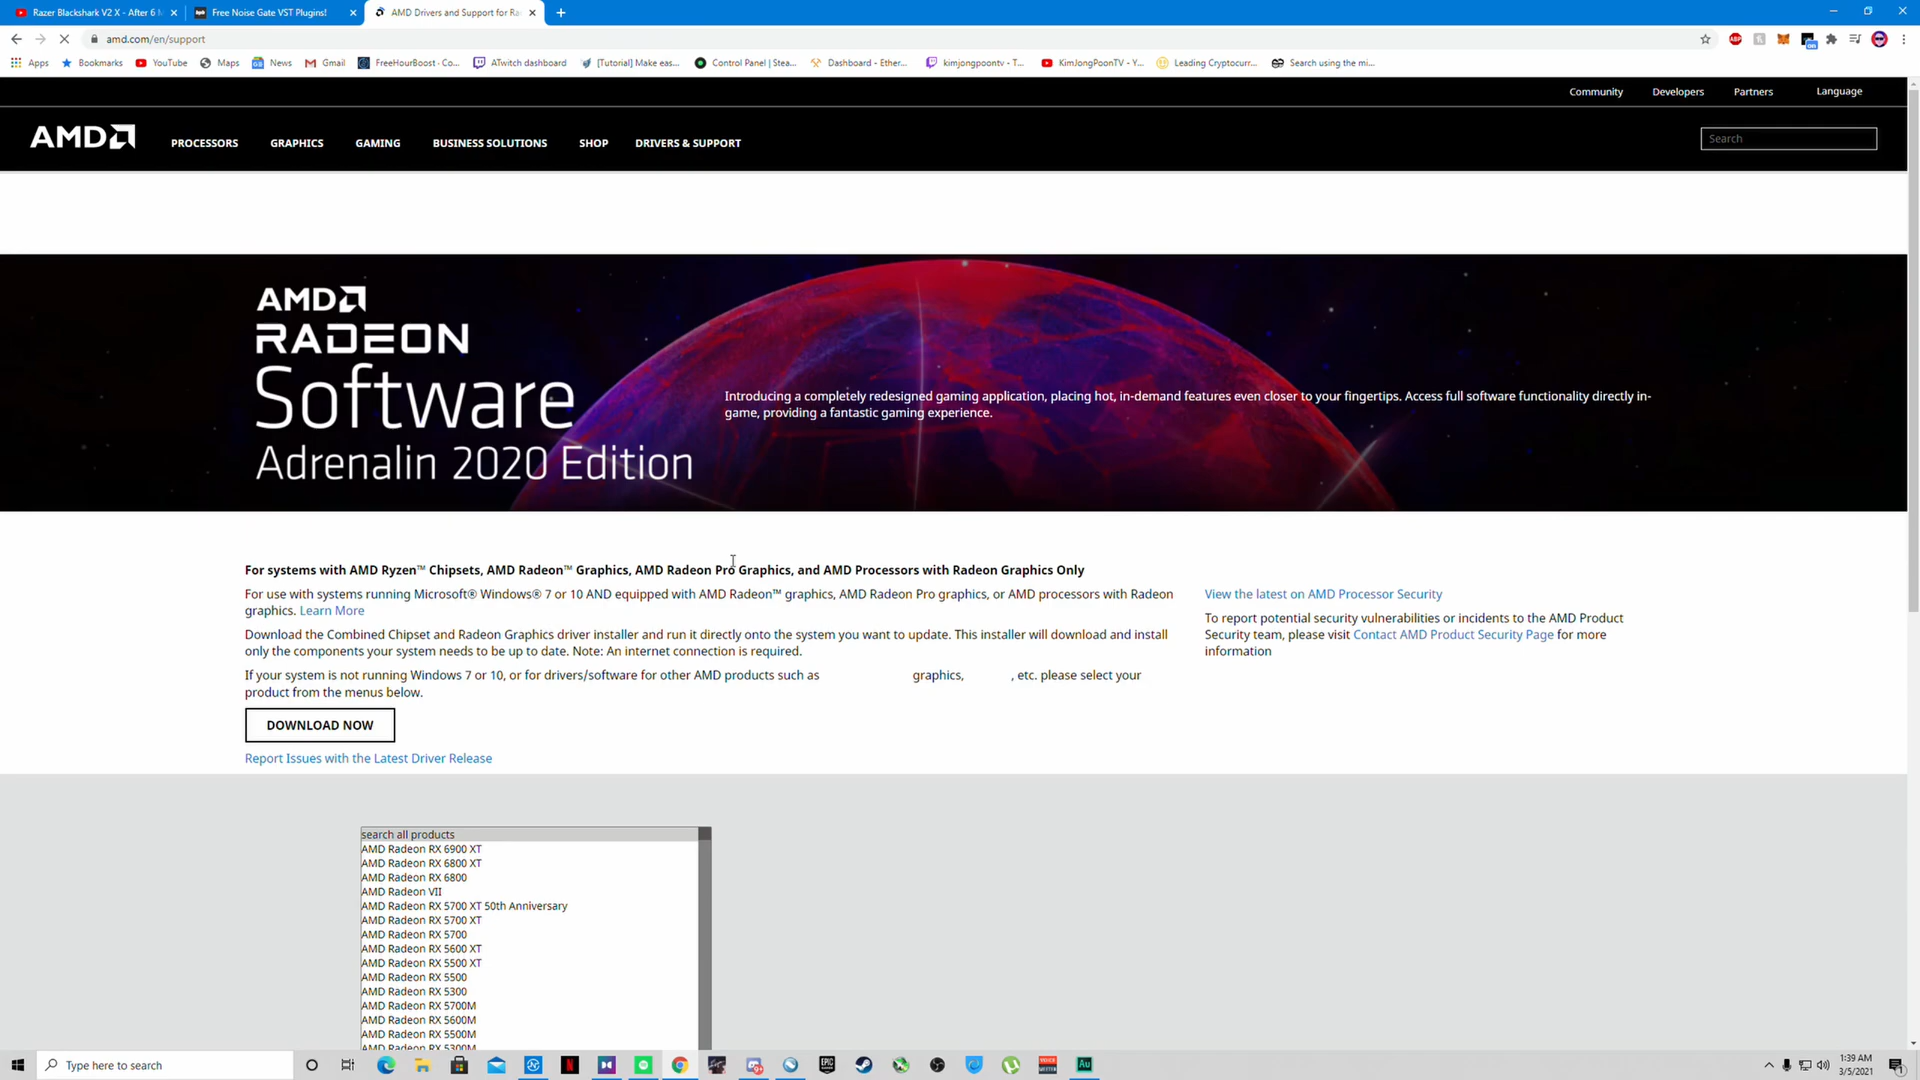 Razer Blackshark V2 X - After 6 M
Free Noise Gate VST Plugins!
AMD Drivers and Support for Ra
amd.com/en/support
Apps
Bookmarks
YouTube
Maps
News
Gmail
FreeHourBoost - Co...
ATwitch dashboard
[Tutorial] Make eas...
Control Panel | Stea...
Dashboard - Ether...
kimjongpoontv - T...
KimJongPoonTV - Y...
Leading Cryptocurr...
Search using the mi...
Community
Developers
Partners
Language
AMD
PROCESSORS
GRAPHICS
GAMING
BUSINESS SOLUTIONS
SHOP
DRIVERS & SUPPORT
Search
AMD
RADEON
Software
Adrenalin 2020 Edition
Introducing a completely redesigned gaming application, placing hot, in-demand features even closer to your fingertips. Access full software functionality directly in-
game, providing a fantastic gaming experience.
For systems with AMD Ryzen™ Chipsets, AMD Radeon™ Graphics, AMD Radeon Pro Graphics, and AMD Processors with Radeon Graphics Only
For use with systems running Microsoft® Windows® 7 or 10 AND equipped with AMD Radeon™ graphics, AMD Radeon Pro graphics, or AMD processors with Radeon
graphics. Learn More
Download the Combined Chipset and Radeon Graphics driver installer and run it directly onto the system you want to update. This installer will download and install
only the components your system needs to be up to date. Note: An internet connection is required.
If your system is not running Windows 7 or 10, or for drivers/software for other AMD products such as graphics, , etc. please select your
product from the menus below.
DOWNLOAD NOW
Report Issues with the Latest Driver Release
View the latest on AMD Processor Security
To report potential security vulnerabilities or incidents to the AMD Product
Security team, please visit Contact AMD Product Security Page for more
information
search all products
AMD Radeon RX 6900 XT
AMD Radeon RX 6800 XT
AMD Radeon RX 6800
AMD Radeon VII
AMD Radeon RX 5700 XT 50th Anniversary
AMD Radeon RX 5700 XT
AMD Radeon RX 5700
AMD Radeon RX 5600 XT
AMD Radeon RX 5500 XT
AMD Radeon RX 5500
AMD Radeon RX 5300
AMD Radeon RX 5700M
AMD Radeon RX 5600M
AMD Radeon RX 5500M
AMD Radeon RX 5300M
Type here to search
EPIC
Au
1:39 AM
3/5/2021